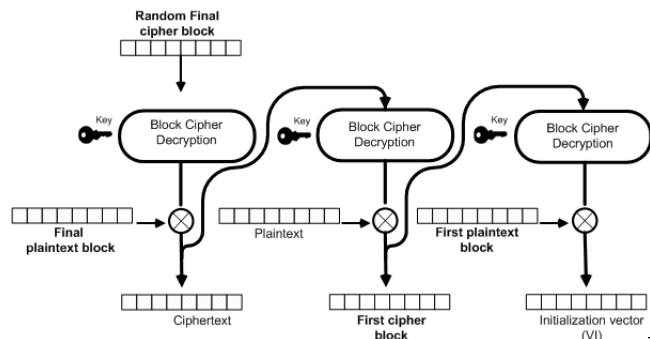 Random Final
cipher block
Key
Block Cipher
Decryption
Key
Block Cipher
Decryption
Key
Block Cipher
Decryption
Final
plaintext block
Plaintext
First plaintext
block
Ciphertext
First cipher
block
Initialization vector
(VI)